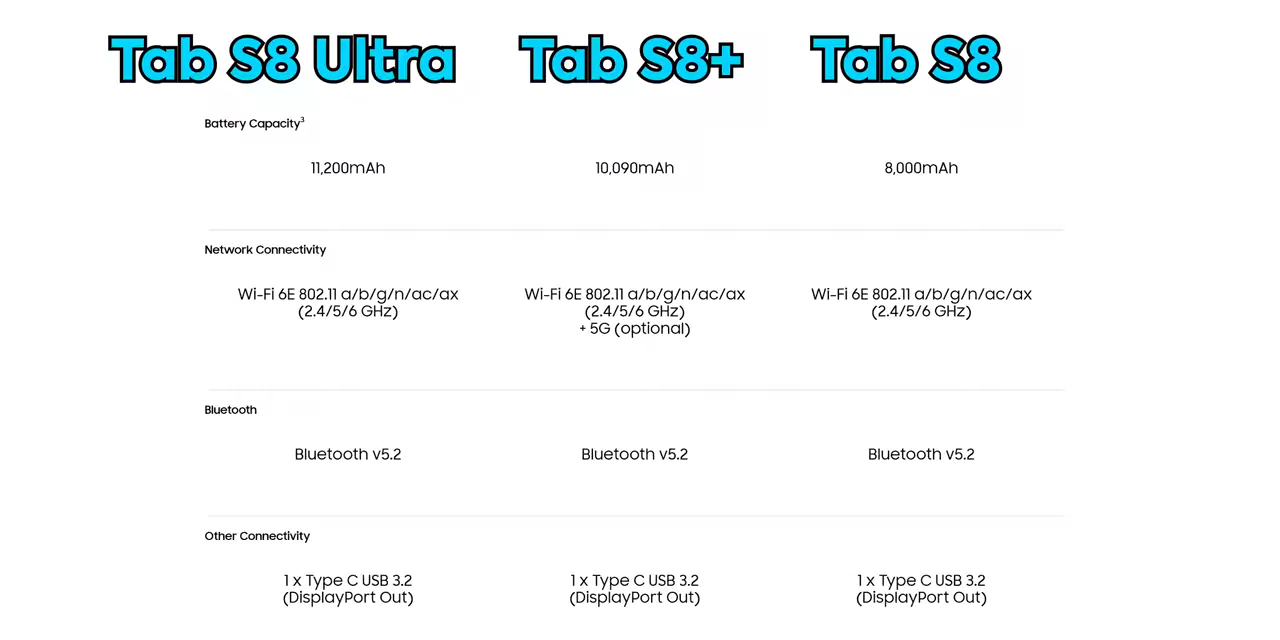 Tab S8 Ultra Tab S8+ Tab S8
Battery Capacity3
11,200mAh 10,090mAh 8,000mAh
Network Connectivity
Wi-Fi 6E 802.11 a/b/g/n/ac/ax Wi-Fi 6E 802.11 a/b/g/n/ac/ax Wi-Fi 6E 802.11 a/b/g/n/ac/ax
(2.4/5/6 GHz) (2.4/5/6 GHz) (2.4/5/6 GHz)
+ 5G (optional)
Bluetooth
Bluetooth v5.2 Bluetooth v5.2 Bluetooth v5.2
Other Connectivity
1 x Type C USB 3.2 1 x Type C USB 3.2 1 x Type C USB 3.2
(DisplayPort Out) (DisplayPort Out) (DisplayPort Out)